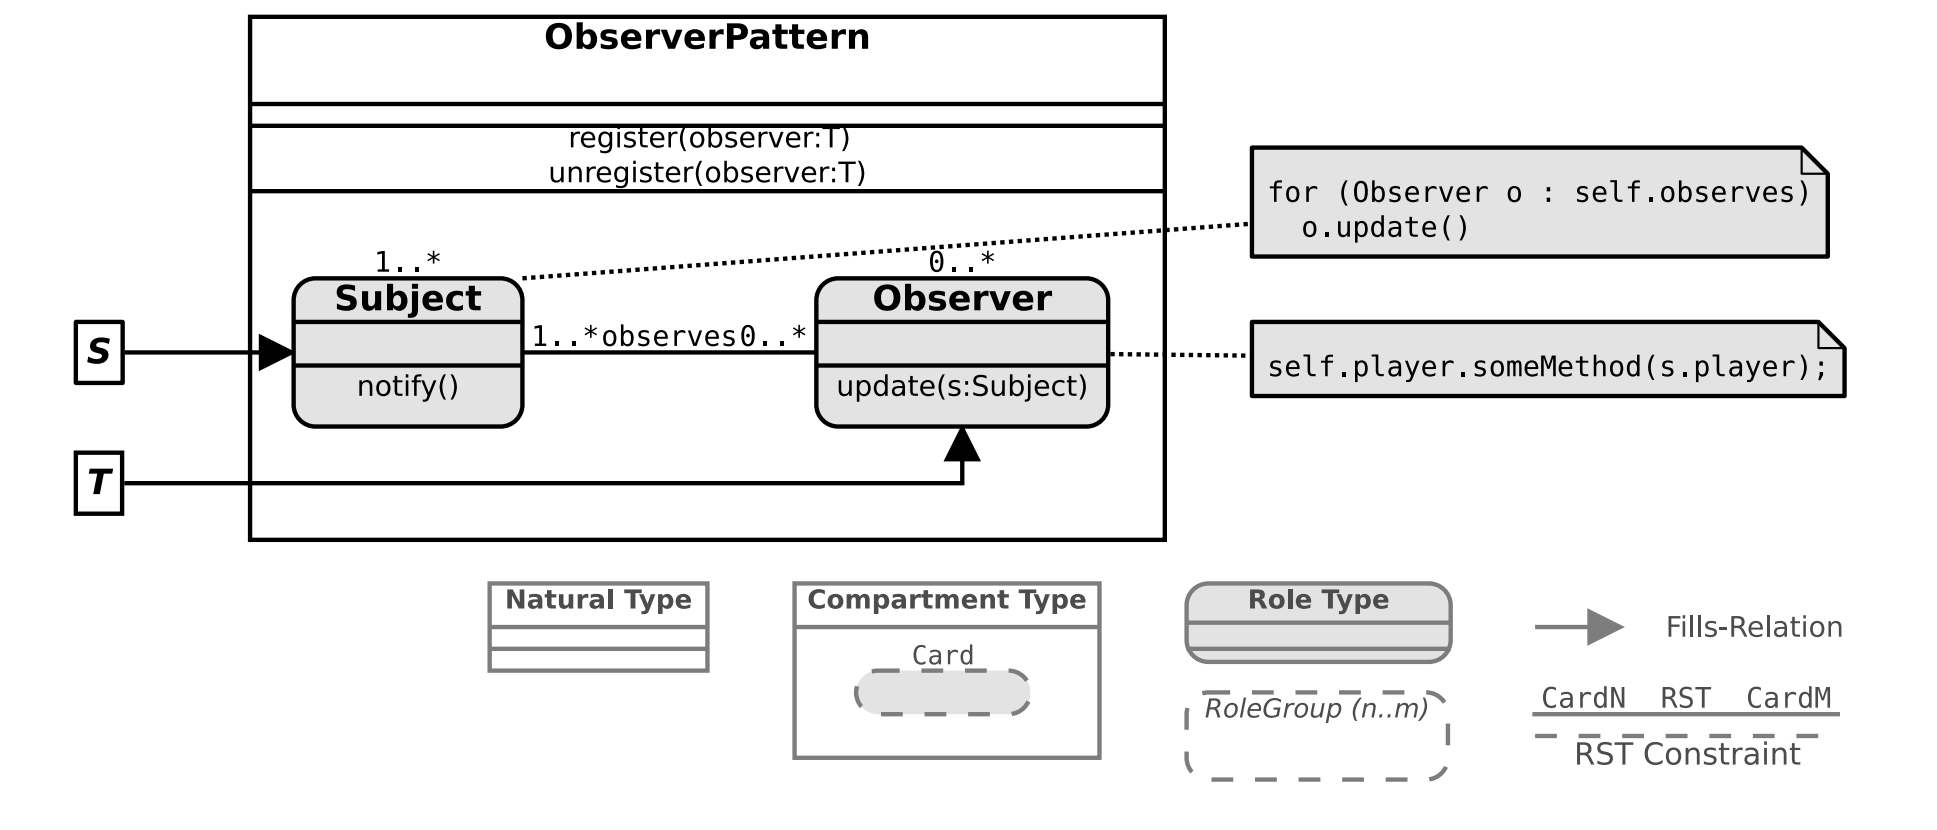 ObserverPattern
register(observer:T)
unregister(observer:T)
for (Observer o : self.observes)
o.update()
1..*
0..*
Subject
Observer
S
1..*observes0..*
self.player.someMethod(s.player);
notify()
update(s:Subject)
T
Natural Type
Compartment Type
Role Type
Fills-Relation
Card
CardN RST CardM
RoleGroup (n..m)
RST Constraint